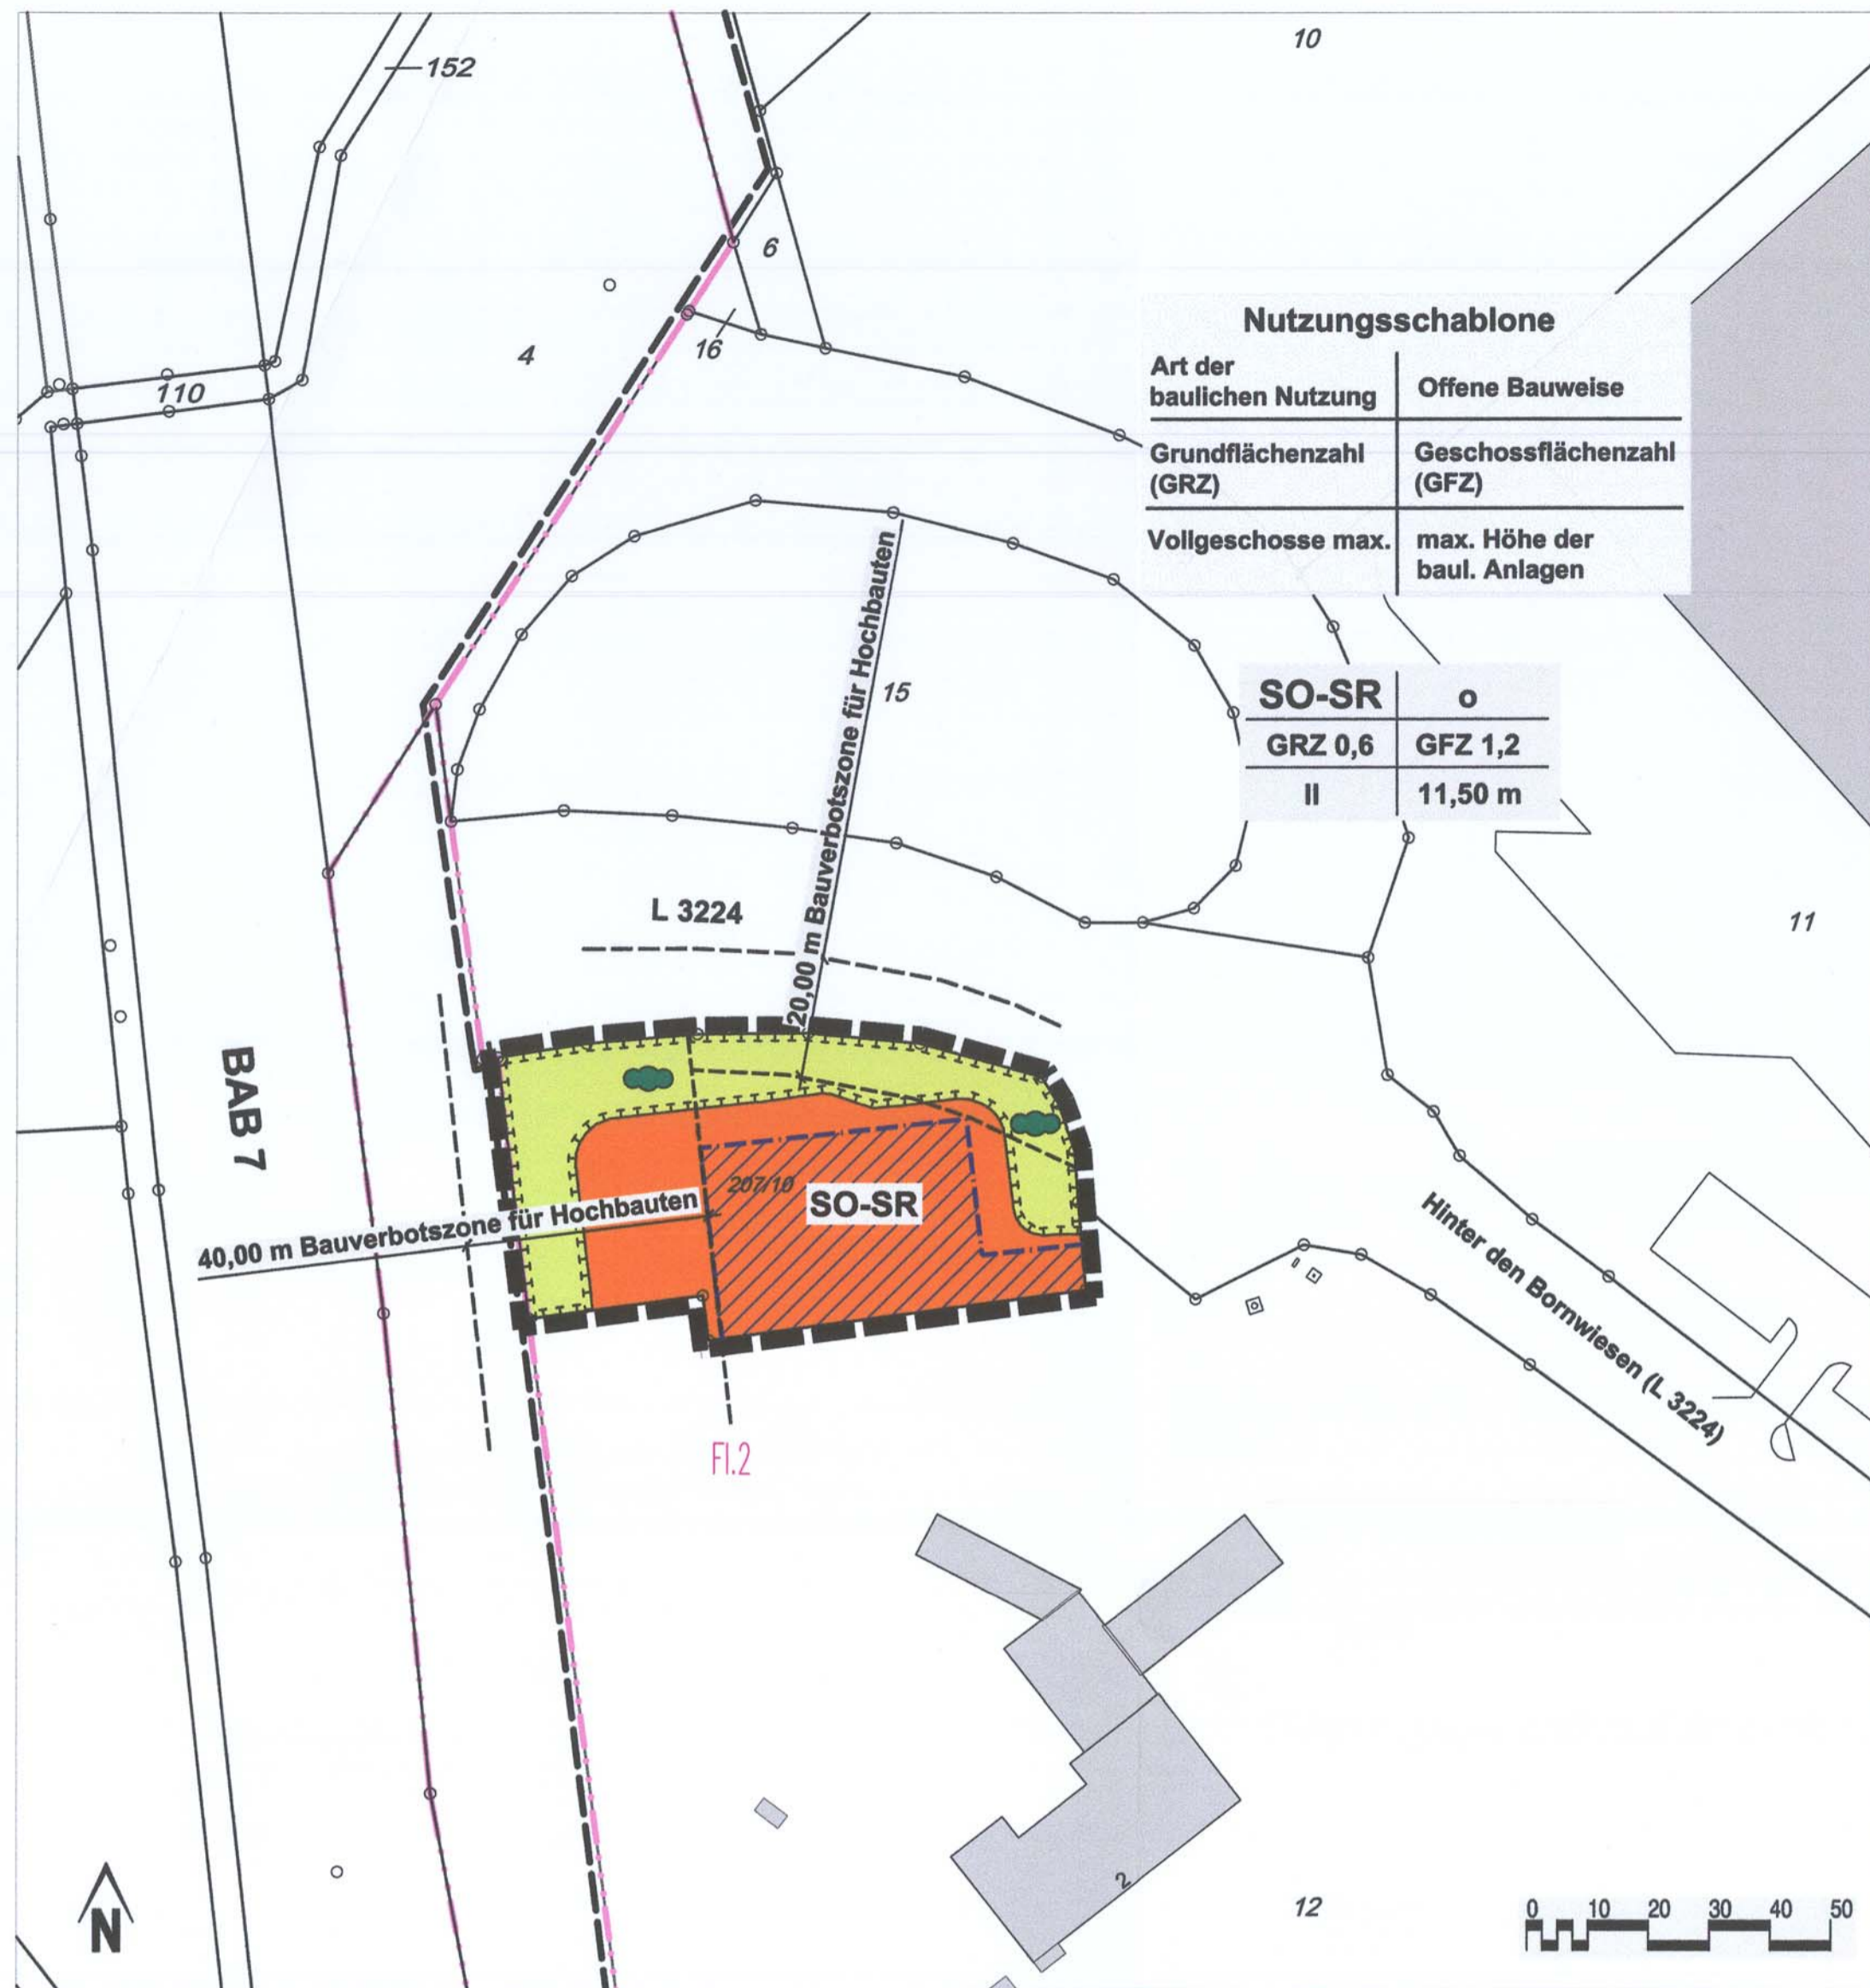 10
152
6
16
4
110
Nutzungsschablone
Art der
baulichen Nutzung
Offene Bauweise
Grundflächenzahl
(GRZ)
Geschossflächenzahl
(GFZ)
Vollgeschosse max.
max. Höhe der
baul. Anlagen
20,00 m Bauverbotszone für Hochbauten
15
SO-SR
o
GRZ 0,6
GFZ 1,2
II
11,50 m
L 3224
11
BAB 7
207/10
SO-SR
40,00 m Bauverbotszone für Hochbauten
Hinter den Bornwiesen (L 3224)
Fl.2
2
12
N
0 10 20 30 40 50